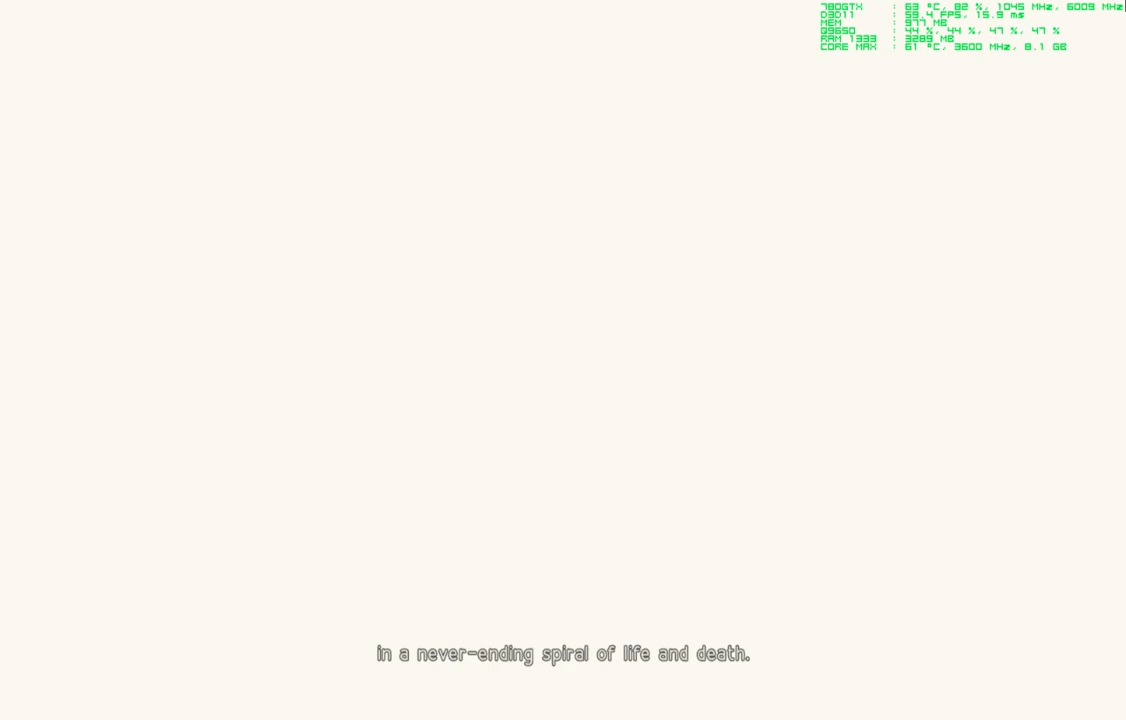 780GTX : 63 °C, 82 %, 1045 MHz, 6009 MHz
D3D11 : 59.4 FPS, 15.9 ms
MEM : 977 MB
Q9650 : 44 %, 44 %, 47 %, 47 %
RAM 1333 : 3289 MB
CORE MAX : 61 °C, 3600 MHz, 8.1 GB
in a never-ending spiral of life and death.